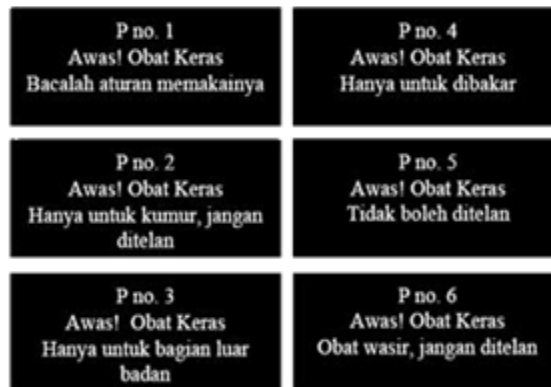 P no. 1
Awas! Obat Keras
Bacalah aturan memakainya
P no. 4
Awas! Obat Keras
Hanya untuk dibakar
P no. 2
Awas! Obat Keras
Hanya untuk kumur, jangan
ditelan
P no. 5
Awas! Obat Keras
Tidak boleh ditelan
P no. 3
Awas! Obat Keras
Hanya untuk bagian luar
badan
P no. 6
Awas! Obat Keras
Obat wasir, jangan ditelan